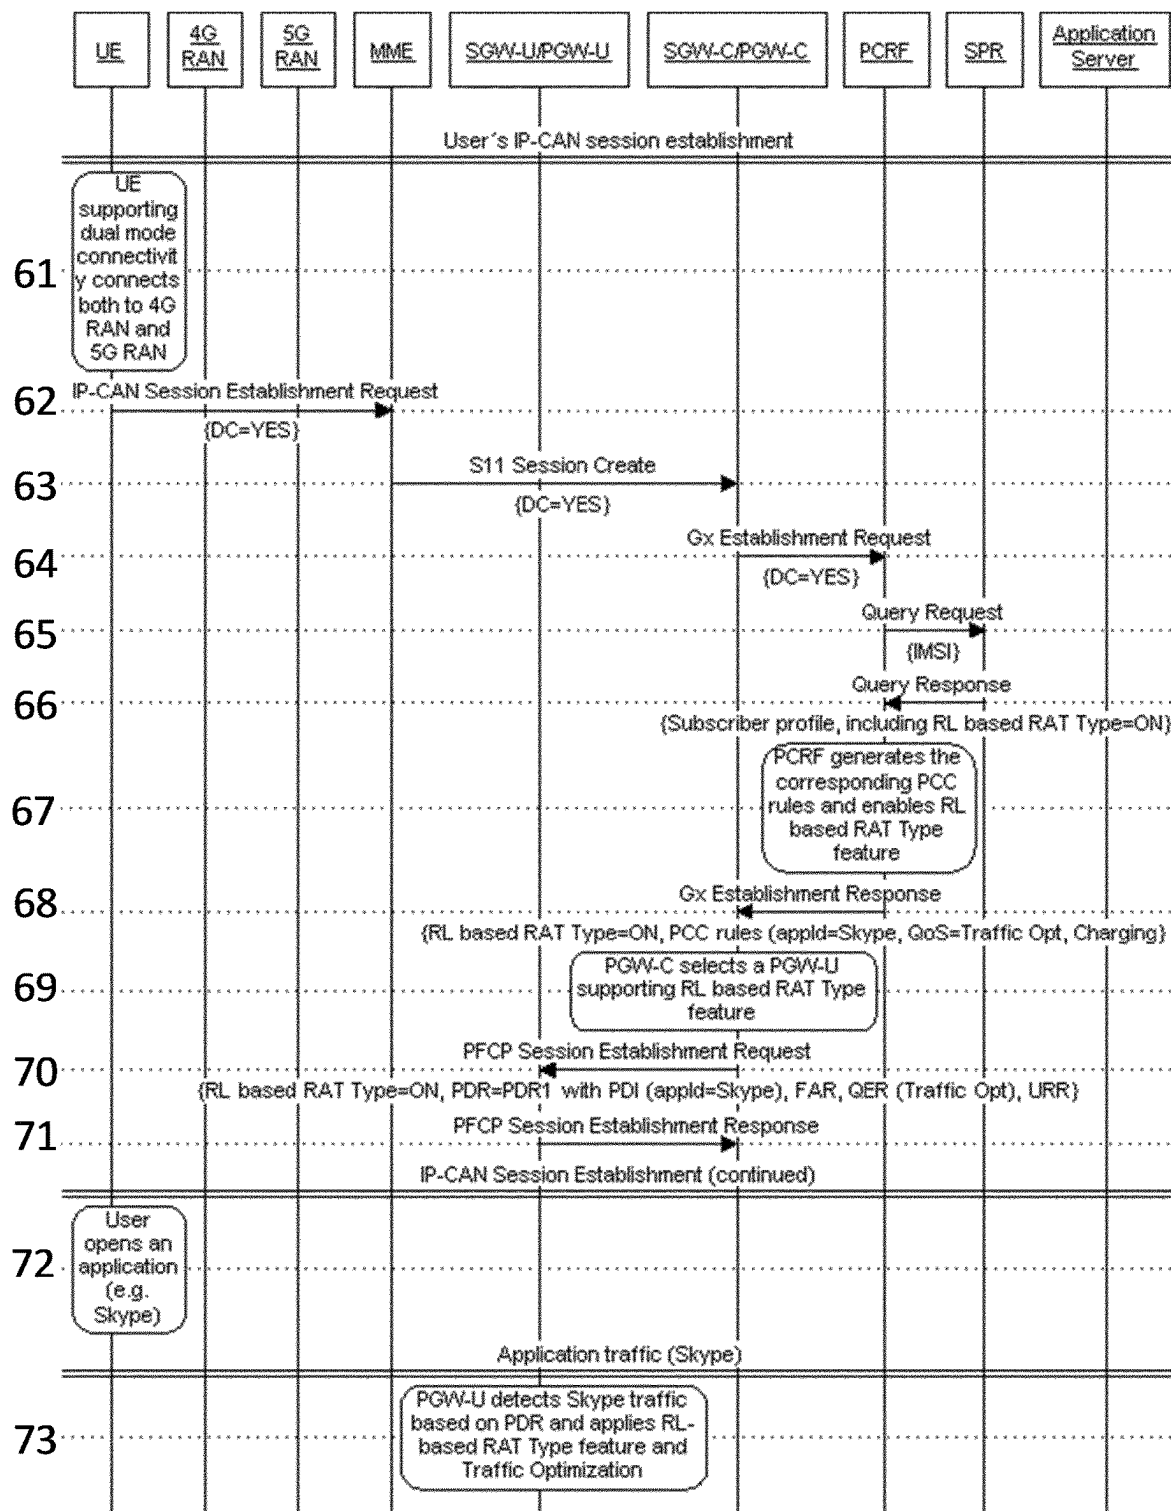 UE
4G
RAN
5G
RAN
MME
SGW-U/PGW-U
SGW-C/PGW-C
PCRF
SPR
Application
Server
User´s IP-CAN session establishment
61
UE
supporting
dual mode
connectivit
y connects
both to 4G
RAN and
5G RAN
62
IP-CAN Session Establishment Request
{DC=YES}
63
S11 Session Create
{DC=YES}
64
Gx Establishment Request
{DC=YES}
65
Query Request
{IMSI}
66
Query Response
{Subscriber profile, including RL based RAT Type=ON}
67
PCRF generates the
corresponding PCC
rules and enables RL
based RAT Type
feature
68
Gx Establishment Response
{RL based RAT Type=ON, PCC rules (appId=Skype, QoS=Traffic Opt, Charging}
69
PGW-C selects a PGW-U
supporting RL based RAT Type
feature
70
PFCP Session Establishment Request
{RL based RAT Type=ON, PDR=PDR1 with PDI (appId=Skype), FAR, QER (Traffic Opt), URR}
71
PFCP Session Establishment Response
IP-CAN Session Establishment (continued)
72
User
opens an
application
(e.g.
Skype)
Application traffic (Skype)
73
PGW-U detects Skype traffic
based on PDR and applies RL-
based RAT Type feature and
Traffic Optimization